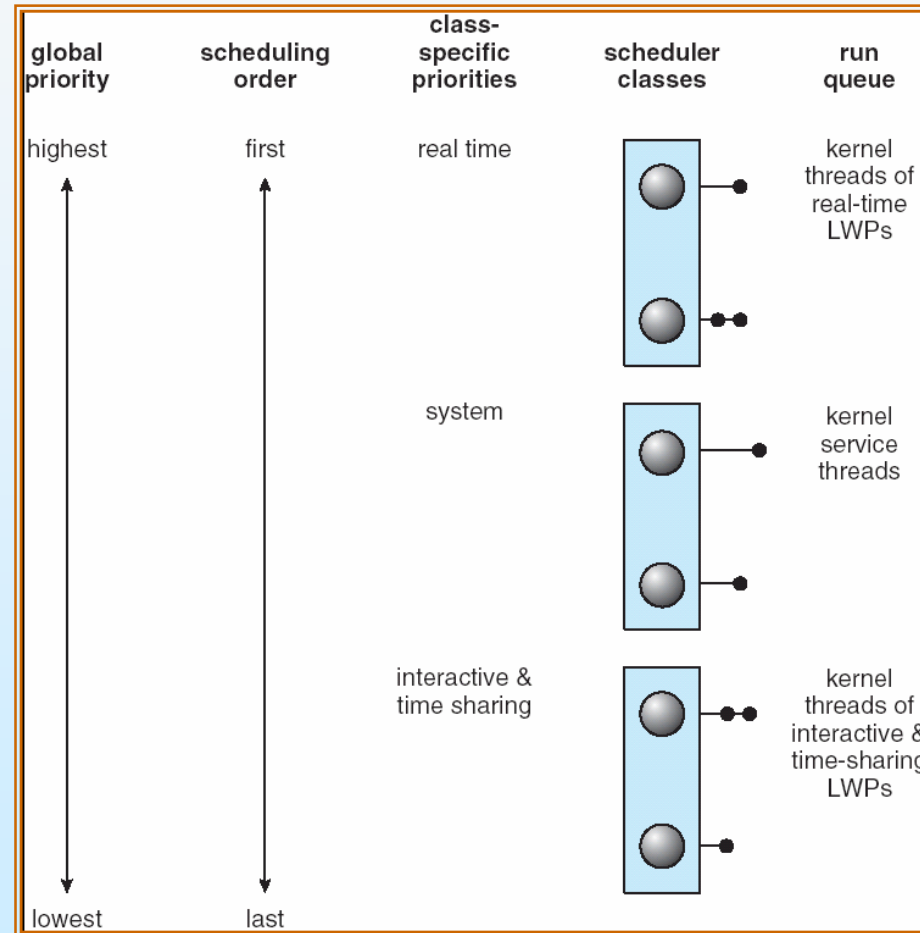 global
priority
scheduling
order
class-
specific
priorities
scheduler
classes
run
queue
highest
first
real time
kernel
threads of
real-time
LWPs
system
kernel
service
threads
interactive &
time sharing
kernel
threads of
interactive &
time-sharing
LWPs
lowest
last